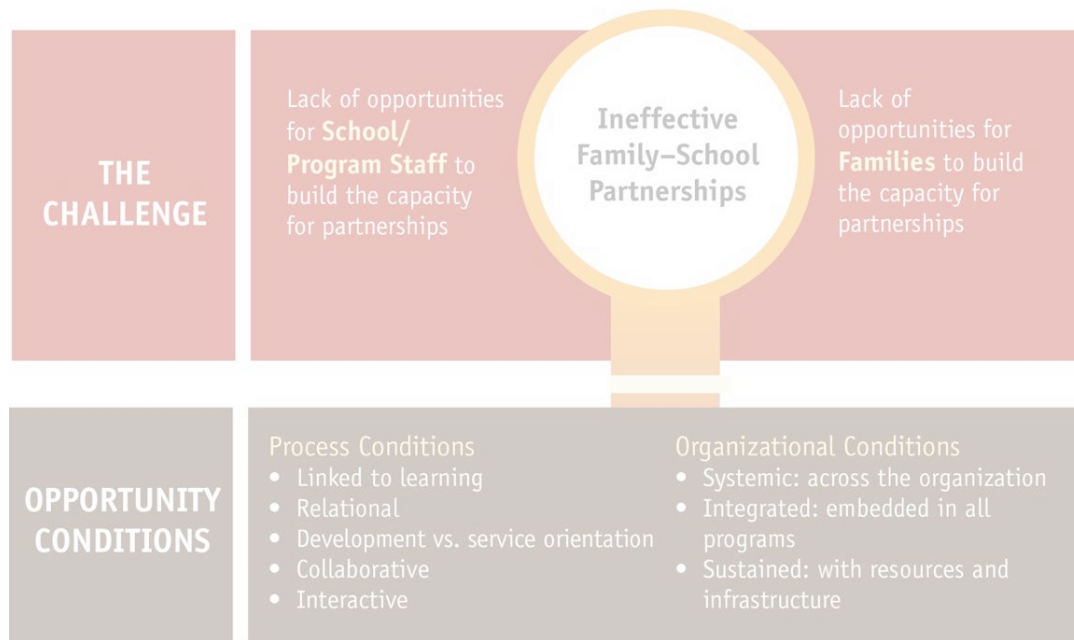 THE
CHALLENGE
Lack of opportunities
for School/
Program Staff to
build the capacity
for partnerships
Ineffective
Family–School
Partnerships
Lack of
opportunities for
Families to build
the capacity for
partnerships
OPPORTUNITY
CONDITIONS
Process Conditions
• Linked to learning
• Relational
• Development vs. service orientation
• Collaborative
• Interactive
Organizational Conditions
• Systemic: across the organization
• Integrated: embedded in all
programs
• Sustained: with resources and
infrastructure